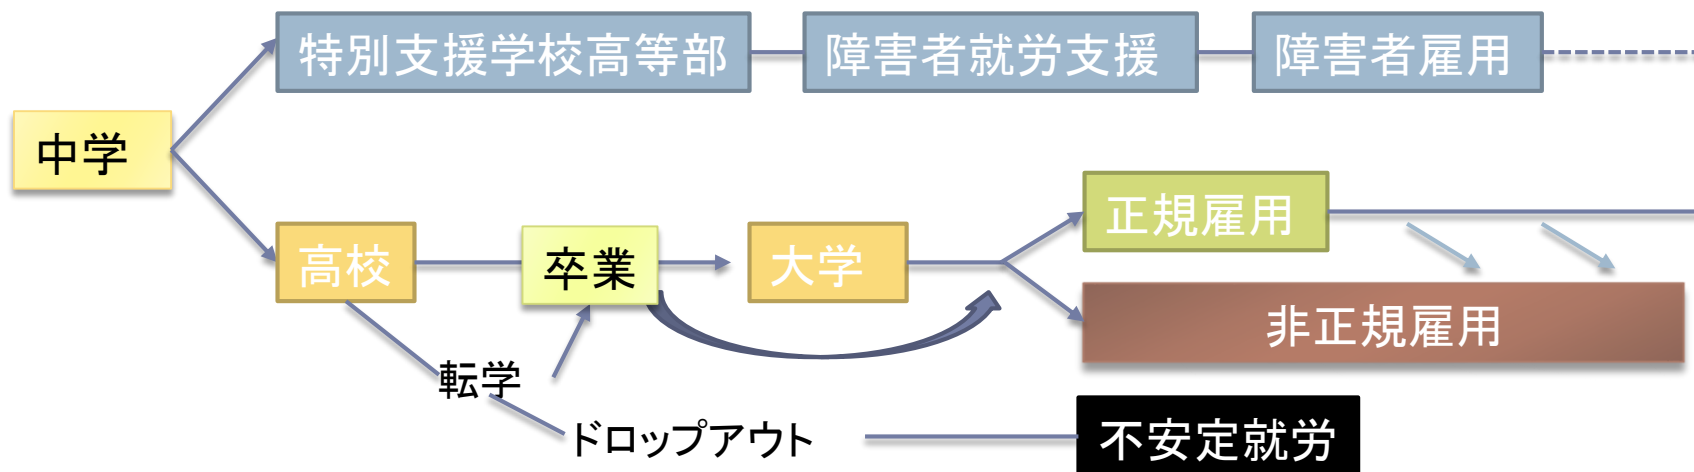 特別支援学校高等部
障害者就労支援
障害者雇用
中学
正規雇用
高校
卒業
大学
非正規雇用
転学
ドロップアウト
不安定就労